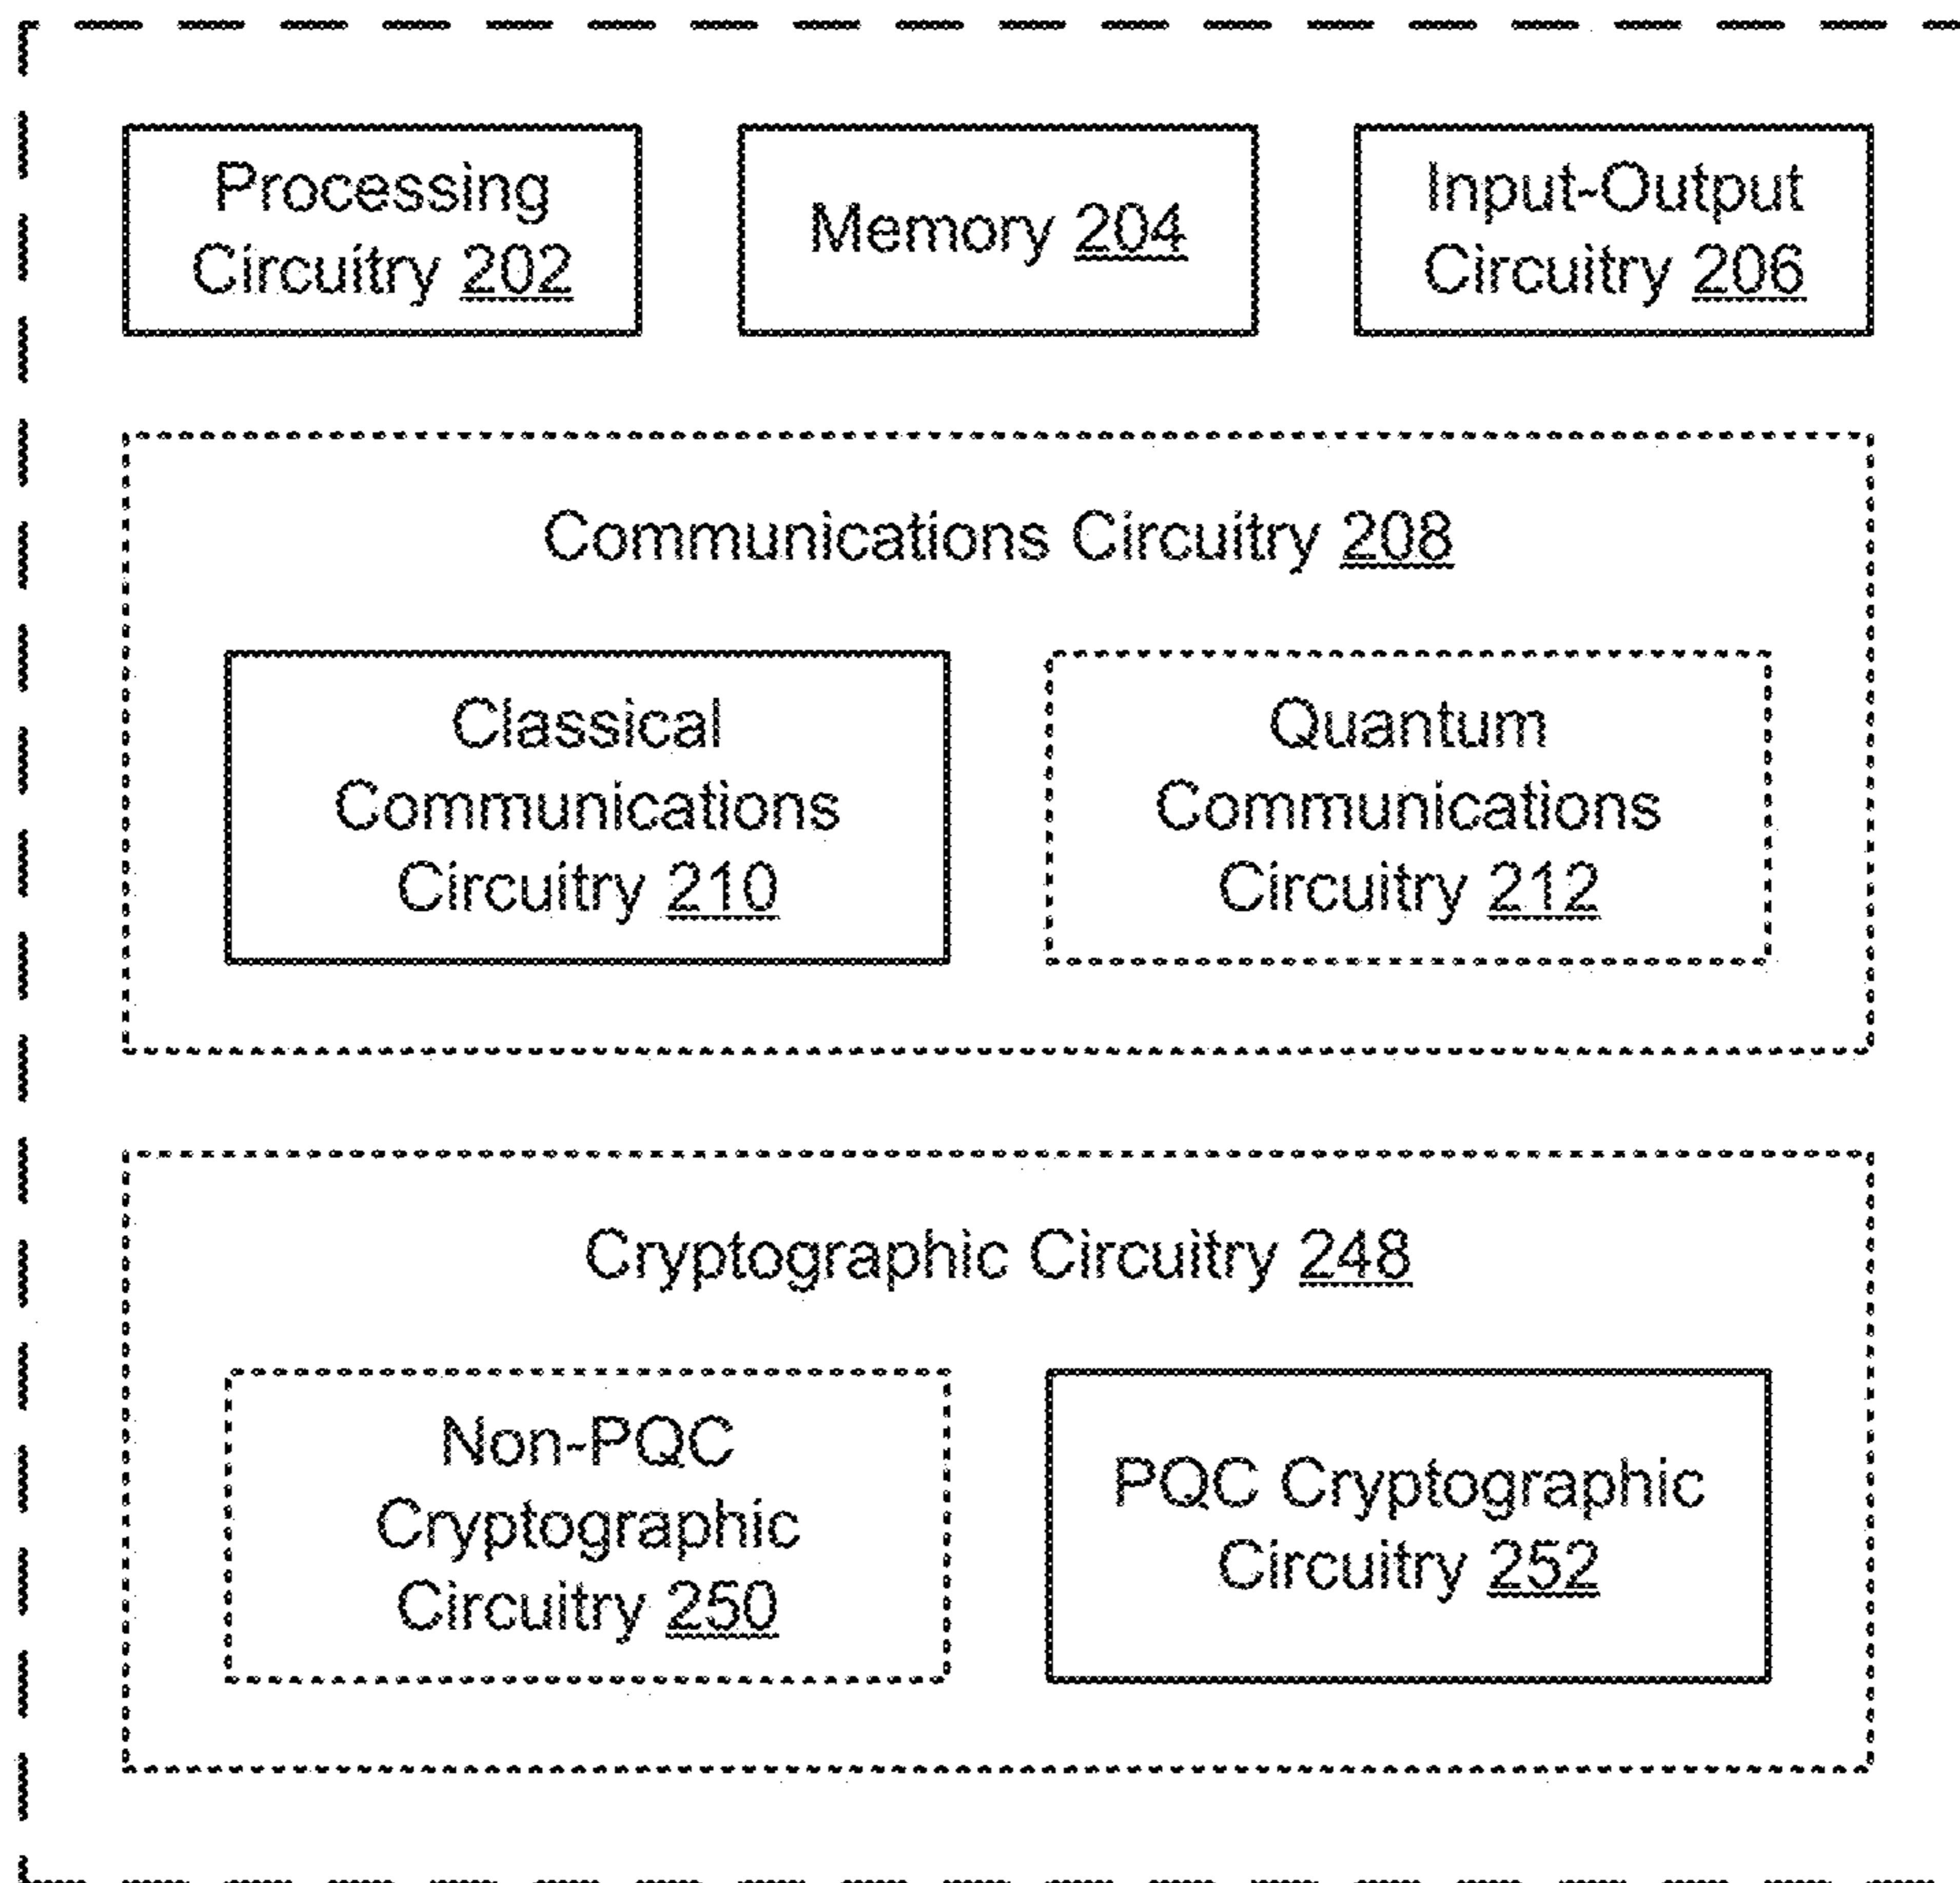 Processing
Circuitry 202
Memory 204
Input-Output
Circuitry 206
Communications Circuitry 208
Classical
Communications
Circuitry 210
Quantum
Communications
Circuitry 212
Cryptographic Circuitry 248
Non-PQC
Cryptographic
Circuitry 250
PQC Cryptographic
Circuitry 252